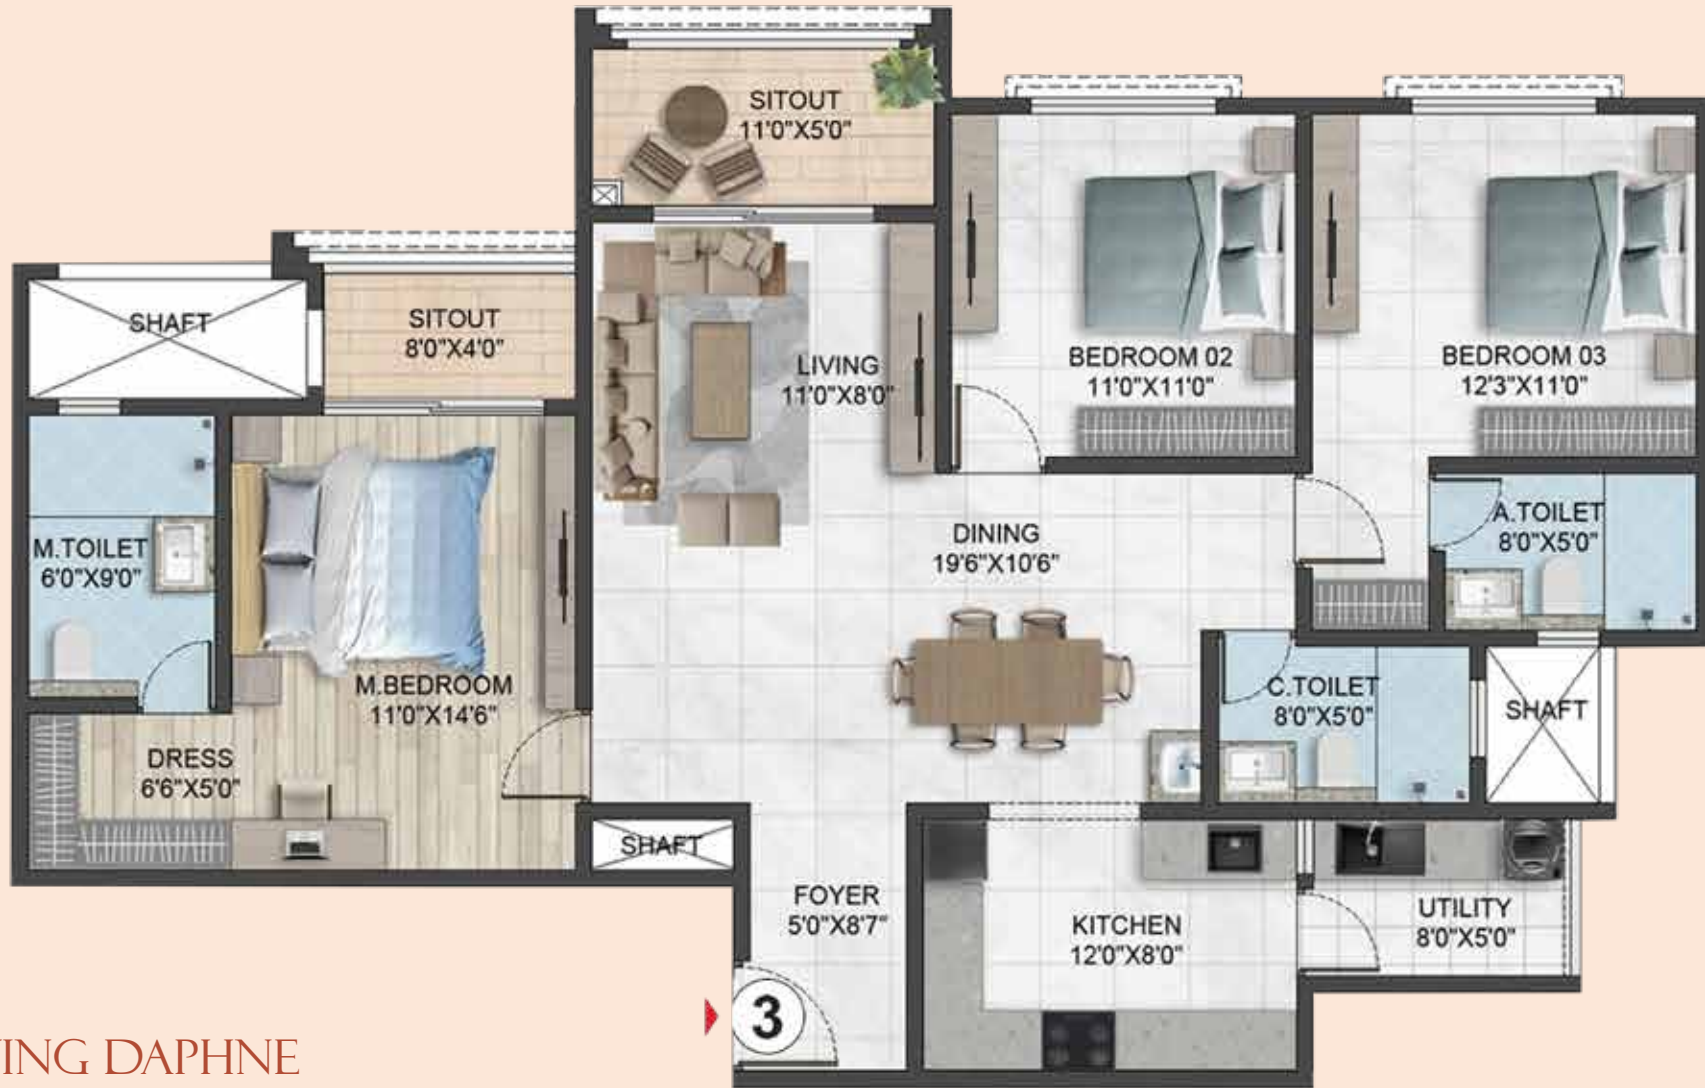 SITOUT
11'0"X5'0"
SHAFT
SITOUT
8'0"X4'0"
LIVING
11'0"X8'0"
BEDROOM 02
11'0"X11'0"
BEDROOM 03
12'3"X11'0"
M.TOILET
6'0"X9'0"
DINING
19'6"X10'6"
A.TOILET
8'0"X5'0"
M.BEDROOM
11'0"X14'6"
C.TOILET
8'0"X5'0"
SHAFT
DRESS
6'6"X5'0"
SHAFT
FOYER
5'0"X8'7"
KITCHEN
12'0"X8'0"
UTILITY
8'0"X5'0"
3
DAPHNE